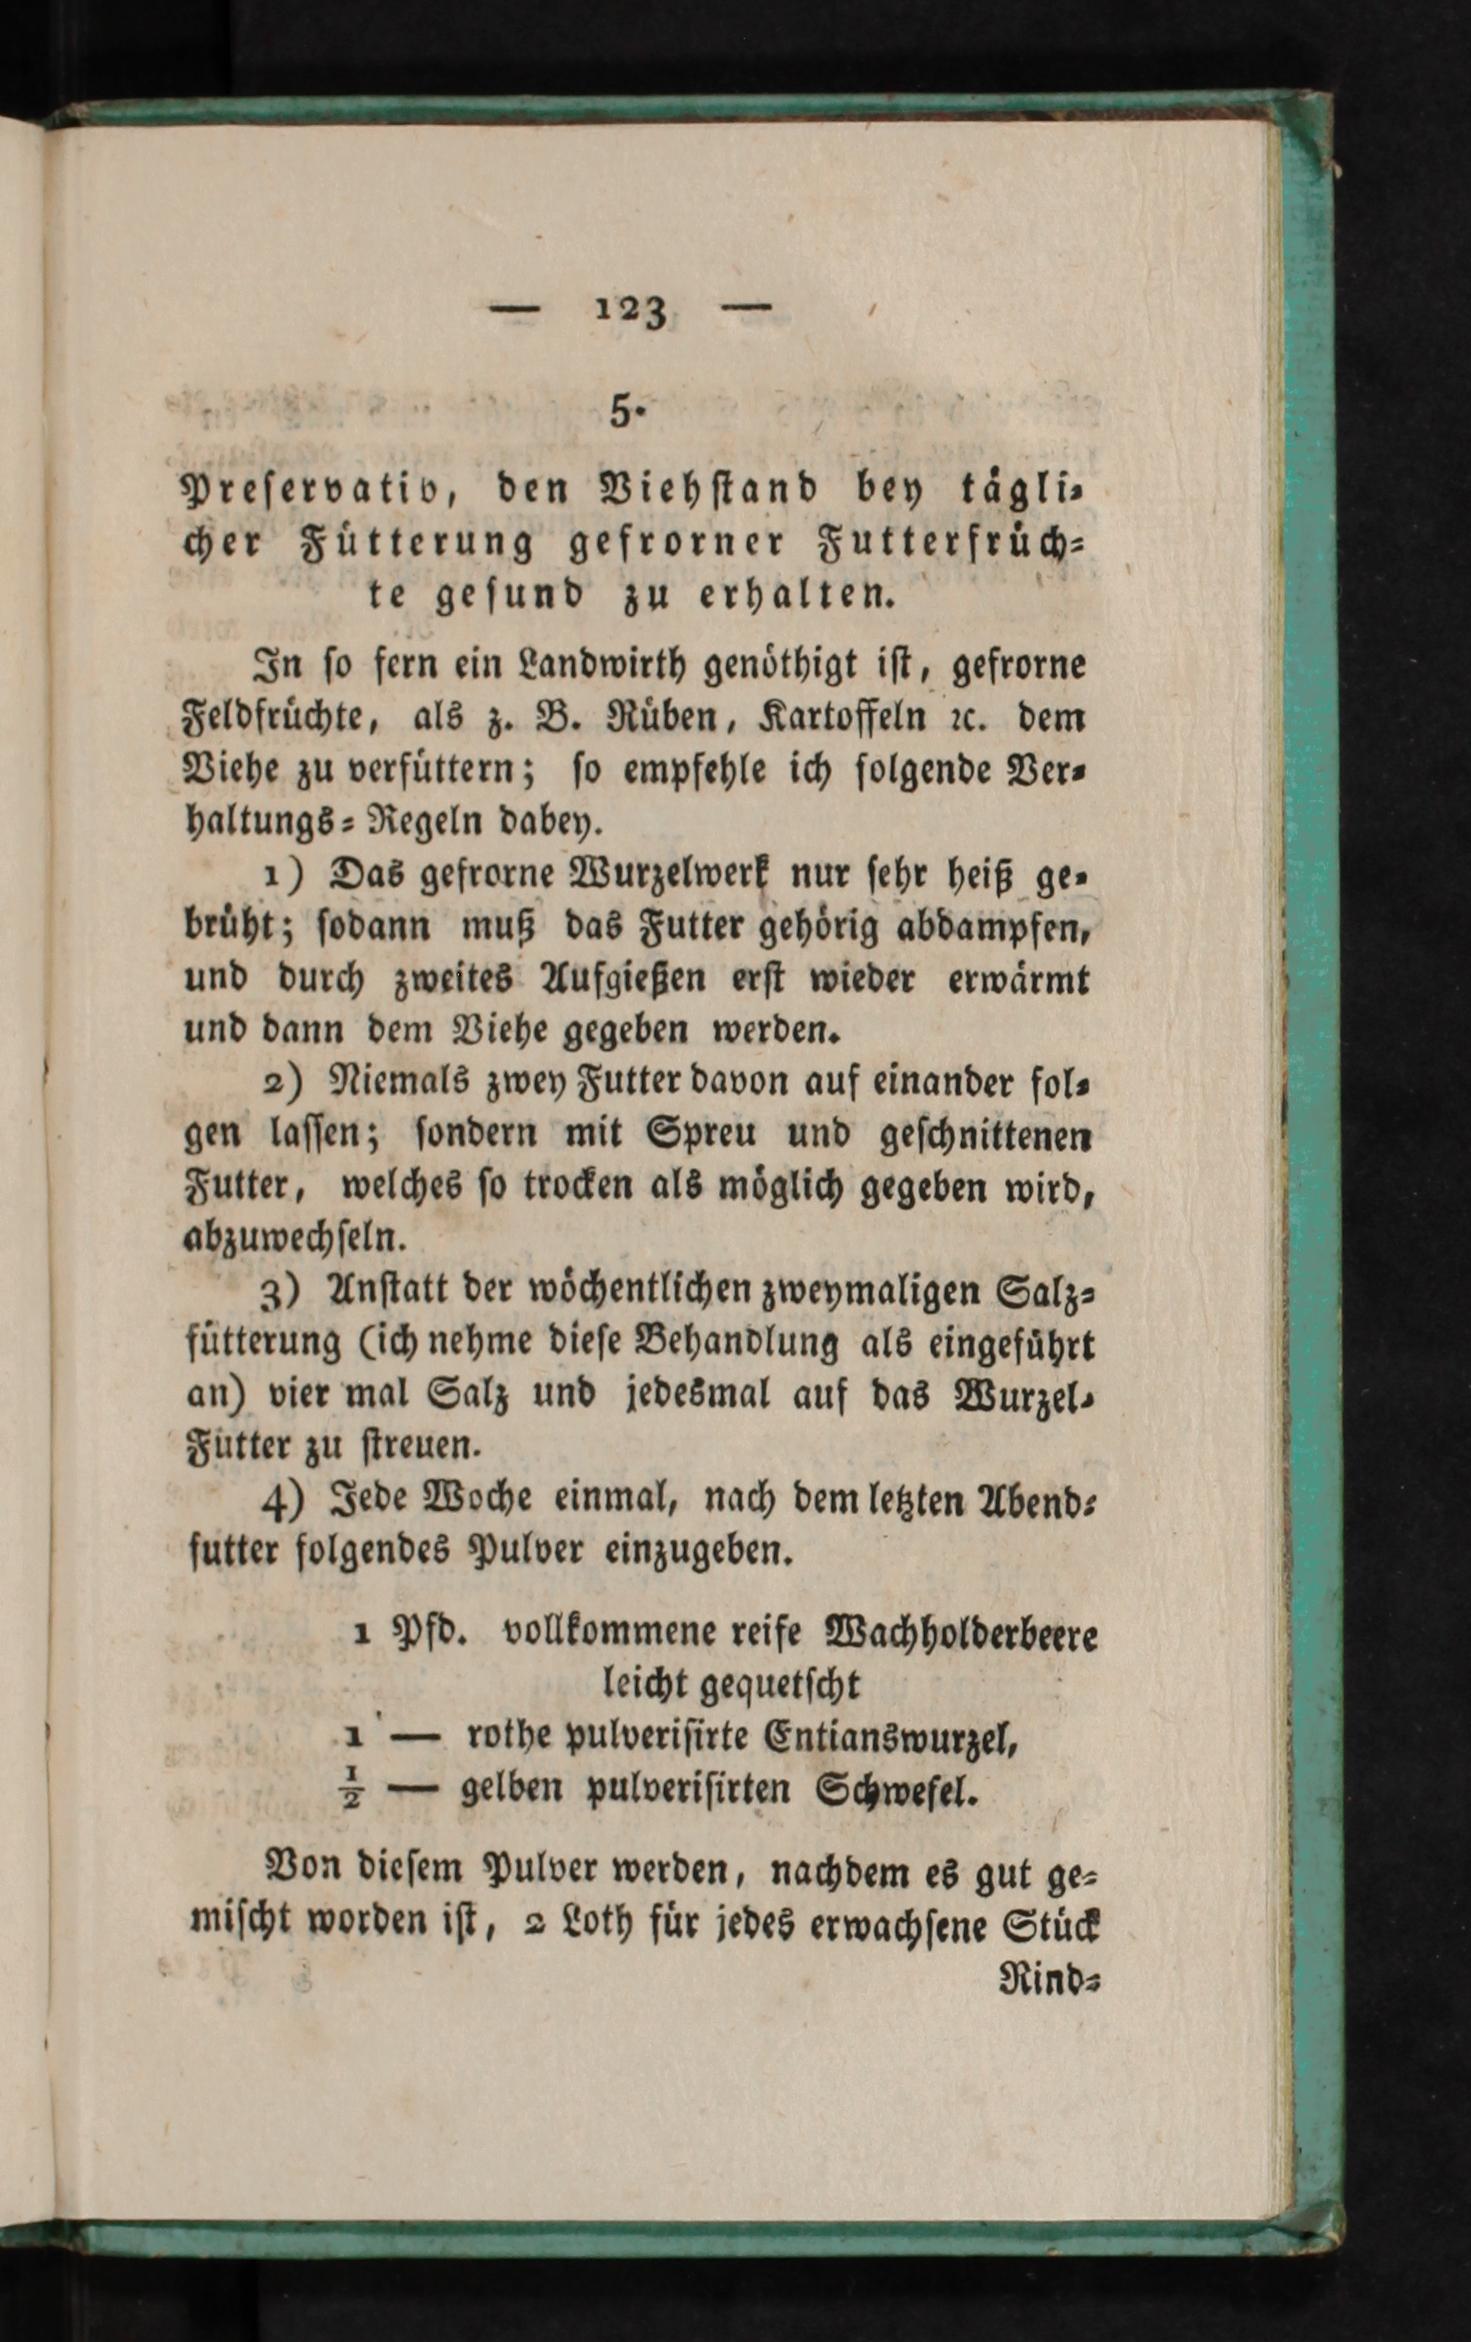 — 123 —
5.
Preservativ, den Viehstand bey tägli-
cher Fütterung gefrorner Futterfrüch-
te gesund zu erhalten.
In so fern ein Landwirth genöthigt ist, gefrorne
Feldfrüchte, als z. B. Rüben, Kartoffeln ꝛc. dem
Viehe zu verfüttern; so empfehle ich folgende Ver-
haltungs-Regeln dabey.
1) Das gefrorne Wurzelwerk nur sehr heiß ge-
brüht; sodann muß das Futter gehörig abdampfen,
und durch zweites Aufgießen erst wieder erwärmt
und dann dem Viehe gegeben werden.
2) Niemals zwey Futter davon auf einander fol-
gen lassen; sondern mit Spreu und geschnittenen
Futter, welches so trocken als möglich gegeben wird,
abzuwechseln.
3) Anstatt der wöchentlichen zweymaligen Salz-
fütterung (ich nehme diese Behandlung als eingeführt
an) vier mal Salz und jedesmal auf das Wurzel-
Futter zu streuen.
4) Jede Woche einmal, nach dem letzten Abend-
futter folgendes Pulver einzugeben.
1 Pfd. vollkommene reife Wachholderbeere
leicht gequetscht
1 — rothe pulverisirte Entianswurzel,
½ — gelben pulverisirten Schwefel.
Von diesem Pulver werden, nachdem es gut ge-
mischt worden ist, 2 Loth für jedes erwachsene Stück
Rind-